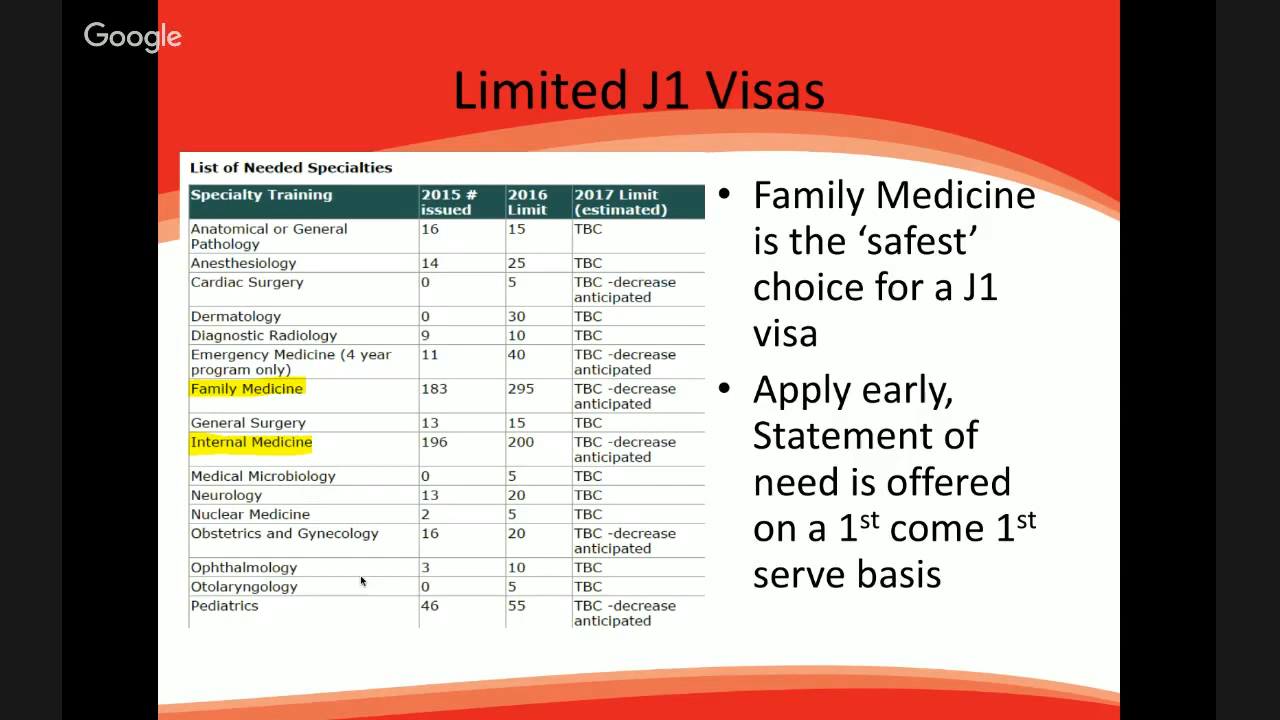 Google
Limited J1 Visas
List of Needed Specialties
Specialty Training 2015 # issued 2016 Limit 2017 Limit (estimated)
Anatomical or General Pathology 16 15 TBC
Anesthesiology 14 25 TBC
Cardiac Surgery 0 5 TBC -decrease anticipated
Dermatology 0 30 TBC
Diagnostic Radiology 9 10 TBC
Emergency Medicine (4 year program only) 11 40 TBC -decrease anticipated
Family Medicine 183 295 TBC -decrease anticipated
General Surgery 13 15 TBC
Internal Medicine 196 200 TBC -decrease anticipated
Medical Microbiology 0 5 TBC
Neurology 13 20 TBC
Nuclear Medicine 2 5 TBC
Obstetrics and Gynecology 16 20 TBC -decrease anticipated
Ophthalmology 3 10 TBC
Otolaryngology 0 5 TBC
Pediatrics 46 55 TBC -decrease anticipated
• Family Medicine
is the ‘safest’
choice for a J1
visa
• Apply early,
Statement of
need is offered
on a 1st come 1st
serve basis